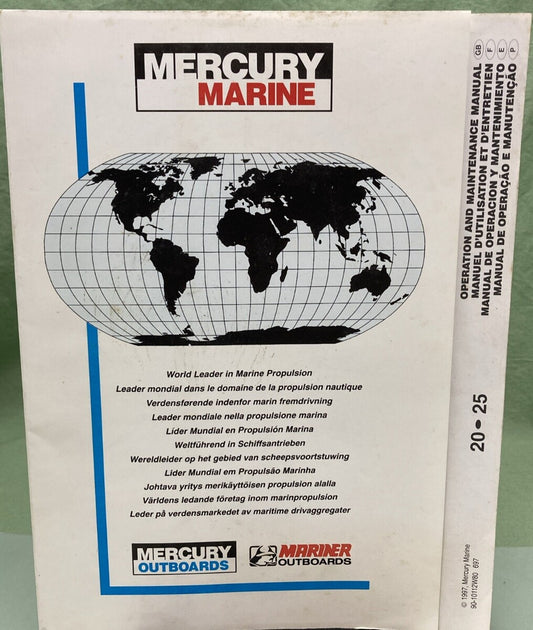 MERCURY
MARINE
World Leader in Marine Propulsion
Leader mondial dans le domaine de la propulsion nautique
Verdensførende indenfor marin fremdrivning
Leader mondiale nella propulsione marina
Lider Mundial en Propulsión Marina
Weltführend in Schiffsantrieben
Wereldleider op het gebied van scheepsvoortstuwing
Lider Mundial em Propulsão Marinha
Johtava yritys merikäyttöisen propulsion alalla
Världens ledande företag inom marinpropulsion
Leder på verdensmarkedet av maritime drivaggregater
MERCURY
OUTBOARDS
MARINER
OUTBOARDS
OPERATION AND MAINTENANCE MANUAL GB
MANUEL D'UTILISATION ET D'ENTRETIEN F
MANUAL DE OPERACION Y MANTENIMIENTO E
MANUAL DE OPERAÇÃO E MANUTENÇÃO P
20 • 25
© 1997, Mercury Marine
90-10112W80 697